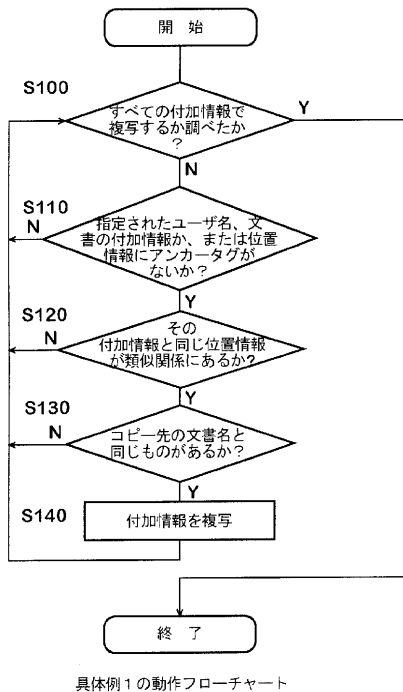 開 始
S100
すべての付加情報で
複写するか調べたか
?
Y
N
S110
指定されたユーザ名、文
書の付加情報か、または位置
情報にアンカータグが
ないか?
N
Y
S120
その
付加情報と同じ位置情報
が類似関係にあるか?
N
Y
S130
コピー先の文書名と
同じものがあるか?
N
Y
S140
付加情報を複写
終 了
具体例1の動作フローチャート